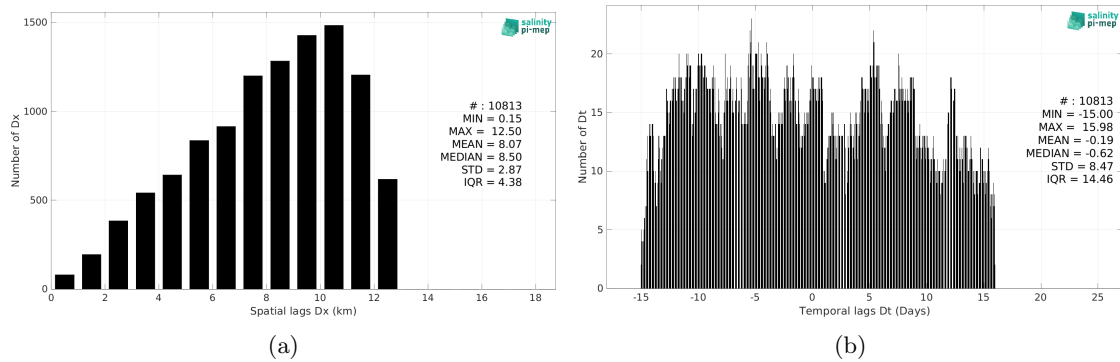 1500
1000
500
0
Number of Dx
0 2 4 6 8 10 12 14 16 18
Spatial lags Dx (km)
salinity
pi-mep
# : 10813
MIN = 0.15
MAX = 12.50
MEAN = 8.07
MEDIAN = 8.50
STD = 2.87
IQR = 4.38
(a)
20
15
10
5
0
Number of Dt
-15 -10 -5 0 5 10 15 20 25
Temporal lags Dt (Days)
salinity
pi-mep
# : 10813
MIN = -15.00
MAX = 15.98
MEAN = -0.19
MEDIAN = -0.62
STD = 8.47
IQR = 14.46
(b)